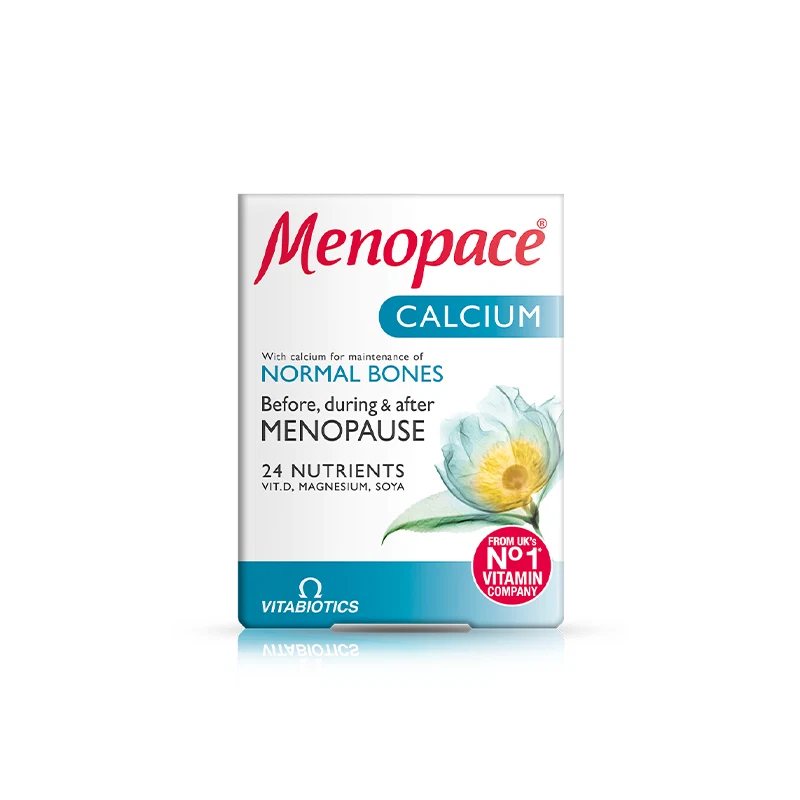 Menopace®
CALCIUM
With calcium for maintenance of
NORMAL BONES
Before, during & after
MENOPAUSE
24 NUTRIENTS
VIT.D, MAGNESIUM, SOYA
FROM UK's
No1*
VITAMIN
COMPANY
Ω
VITABIOTICS
VITABIOTICS